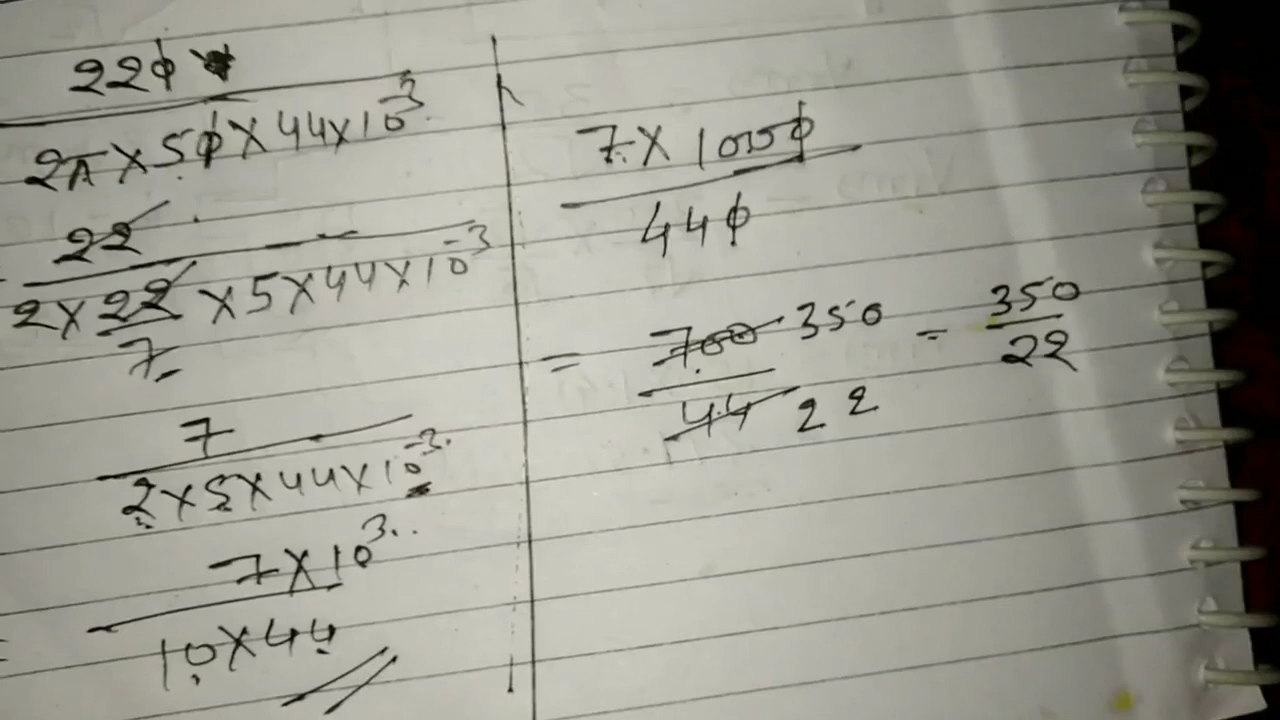 220
2π × 50 × 44 × 10⁻³
22
2 × 22 × 5 × 44 × 10⁻³
7
7
2 × 5 × 44 × 10⁻³
7 × 10³
10 × 44
7 × 1000
440
= 700 350 = 350
44 22 22